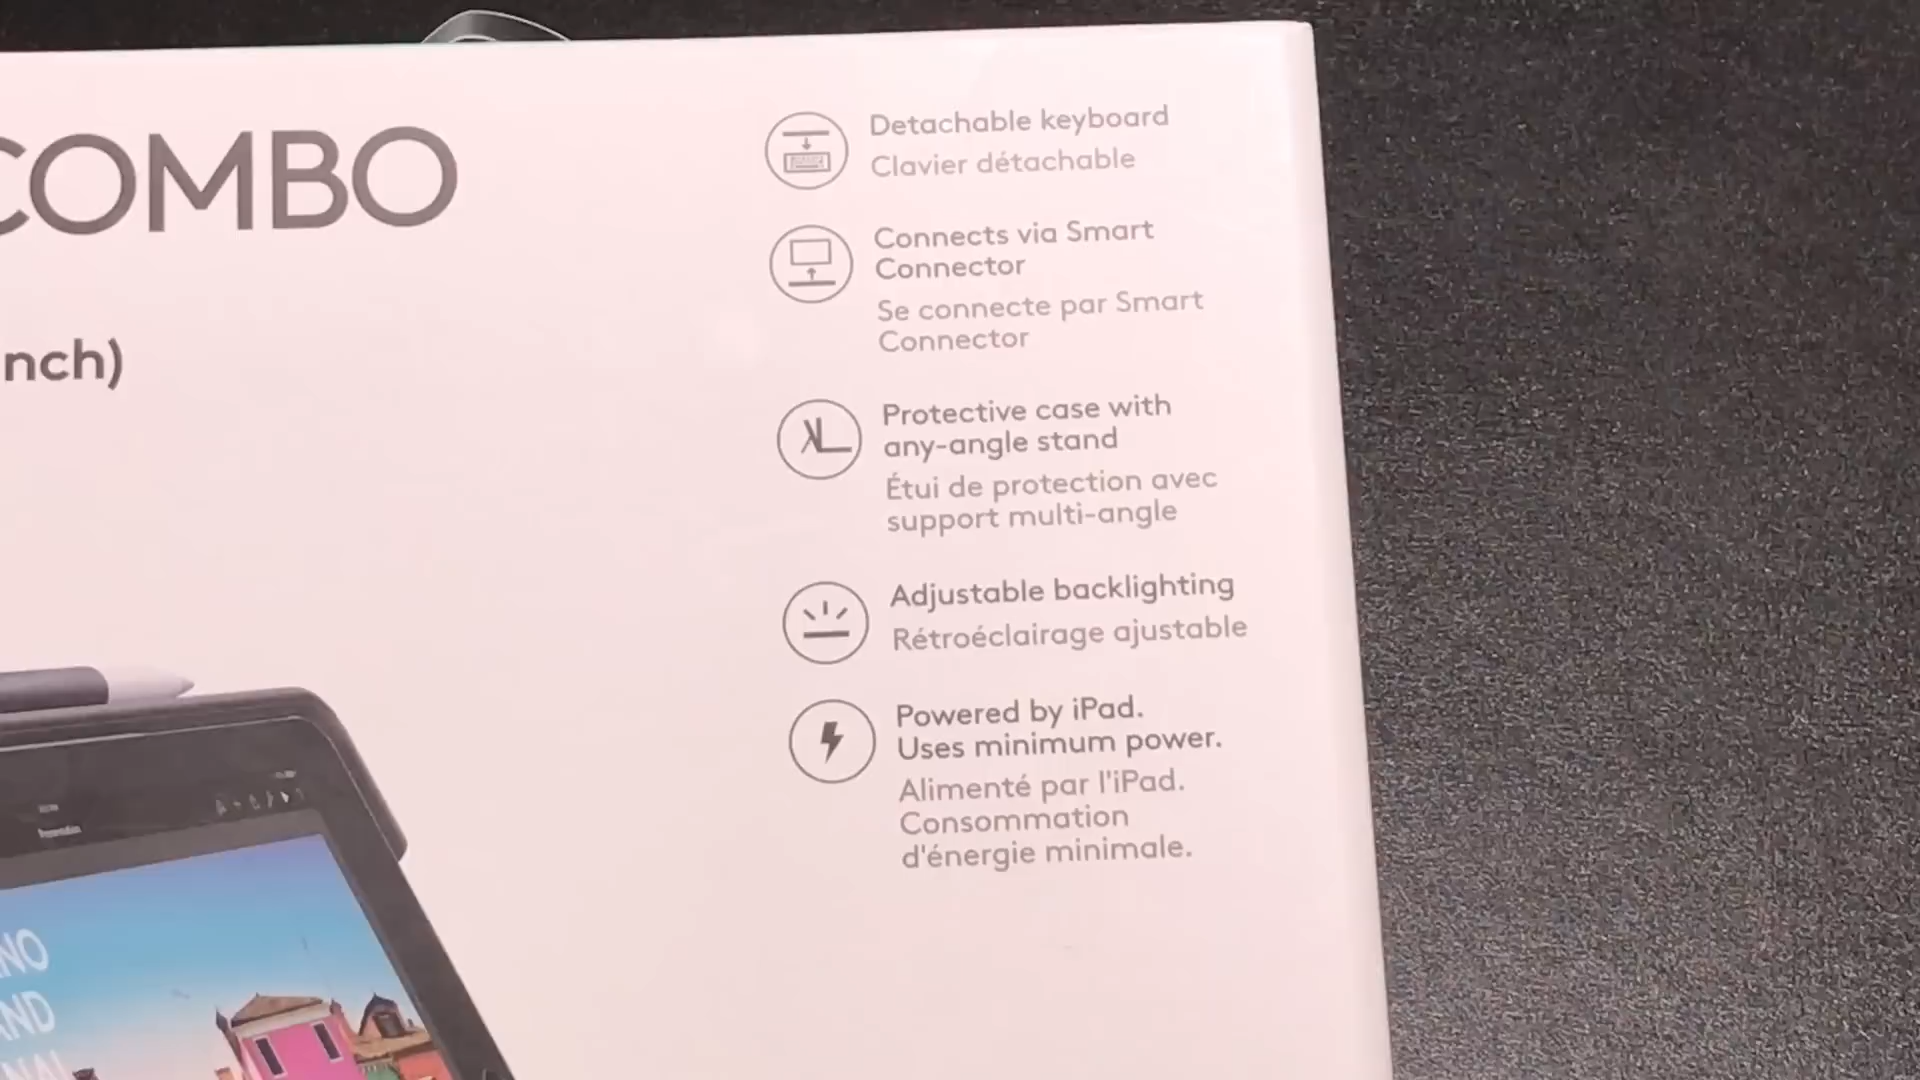 COMBO
nch)
Detachable keyboard
Clavier détachable
Connects via Smart
Connector
Se connecte par Smart
Connector
Protective case with
any-angle stand
Étui de protection avec
support multi-angle
Adjustable backlighting
Rétroéclairage ajustable
Powered by iPad.
Uses minimum power.
Alimenté par l'iPad.
Consommation
d'énergie minimale.
NO
ND